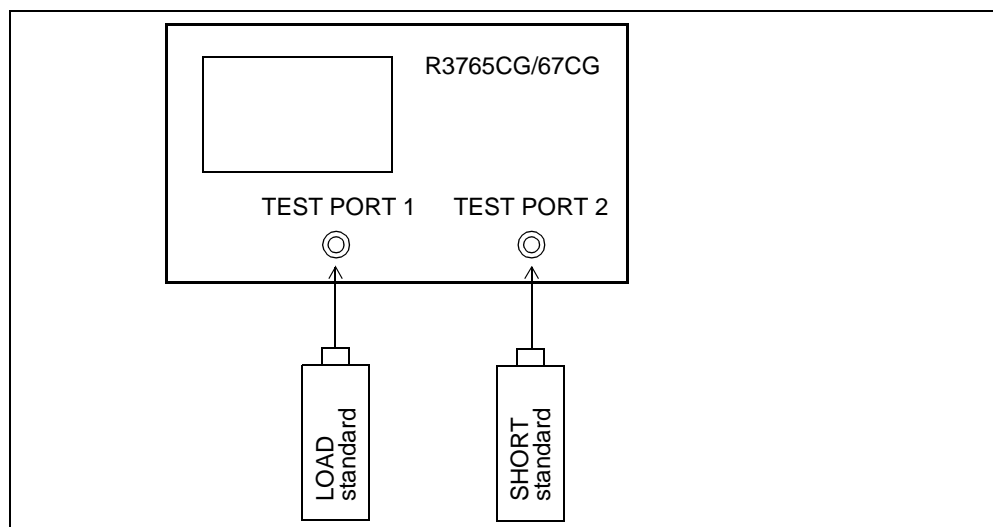 R3765CG/67CG
TEST PORT 1
TEST PORT 2
LOAD
standard
SHORT
standard